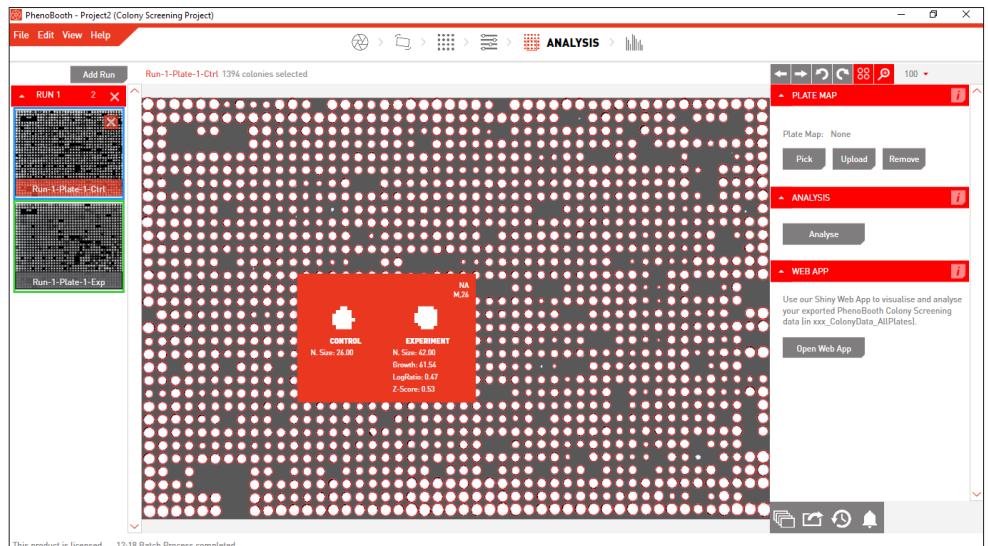 PhenoBooth - Project2 (Colony Screening Project)
File Edit View Help
ANALYSIS
Add Run
Run-1-Plate-1-Ctrl 1394 colonies selected
100
RUN 1 2
PLATE MAP
Plate Map: None
Pick Upload Remove
Run-1-Plate-1-Ctrl
ANALYSIS
Analyse
Run-1-Plate-1-Exp
WEB APP
NA
M,26
Use our Shiny Web App to visualise and analyse
your exported PhenoBooth Colony Screening
data (in xxx_ColonyData_AllPlates).
CONTROL EXPERIMENT
N. Size: 26.00 N. Size: 42.00
Growth: 61.54
LogRatio: 0.47
Z-Score: 0.53
Open Web App
This product is licensed 12:18 Batch Process completed